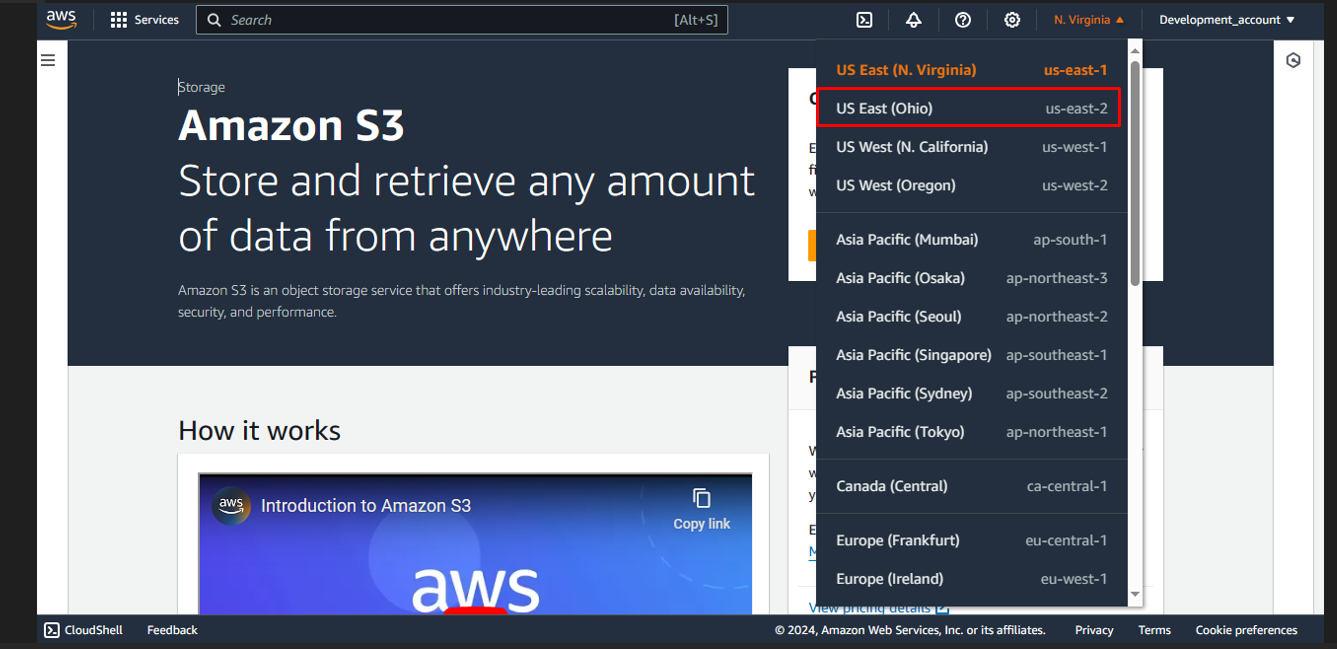 aws
Services
Search
[Alt+S]
N. Virginia
Development_account
Storage
Amazon S3
Store and retrieve any amount
of data from anywhere
Amazon S3 is an object storage service that offers industry-leading scalability, data availability,
security, and performance.
How it works
aws
Introduction to Amazon S3
Copy link
aws
US East (N. Virginia) us-east-1
US East (Ohio) us-east-2
US West (N. California) us-west-1
US West (Oregon) us-west-2
Asia Pacific (Mumbai) ap-south-1
Asia Pacific (Osaka) ap-northeast-3
Asia Pacific (Seoul) ap-northeast-2
Asia Pacific (Singapore) ap-southeast-1
Asia Pacific (Sydney) ap-southeast-2
Asia Pacific (Tokyo) ap-northeast-1
Canada (Central) ca-central-1
Europe (Frankfurt) eu-central-1
Europe (Ireland) eu-west-1
View pricing details
CloudShell
Feedback
© 2024, Amazon Web Services, Inc. or its affiliates.
Privacy
Terms
Cookie preferences